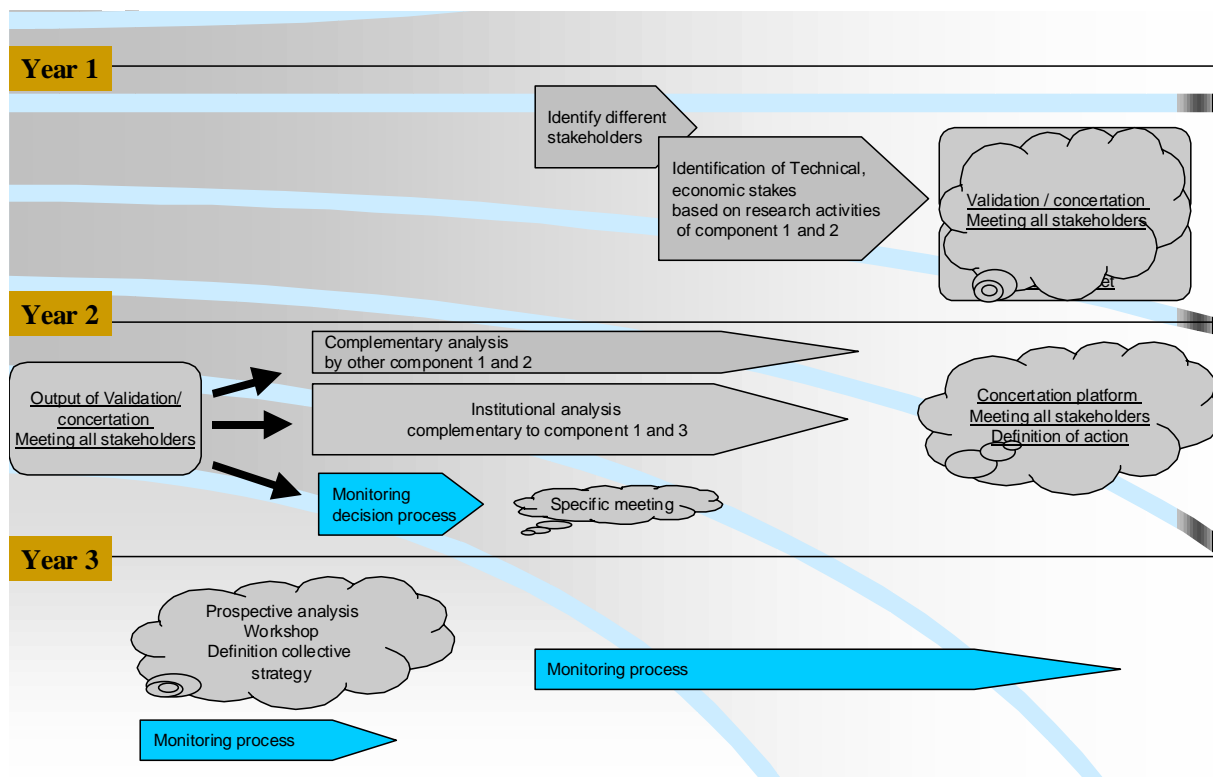 Year 1
Identify different
stakeholders
Identification of Technical,
economic stakes
based on research activities
of component 1 and 2
Validation / concertation
Meeting all stakeholders
Year 2
Complementary analysis
by other component 1 and 2
Output of Validation/
concertation
Meeting all stakeholders
Institutional analysis
complementary to component 1 and 3
Concertation platform
Meeting all stakeholders
Definition of action
Monitoring
decision process
Specific meeting
Year 3
Prospective analysis
Workshop
Definition collective
strategy
Monitoring process
Monitoring process